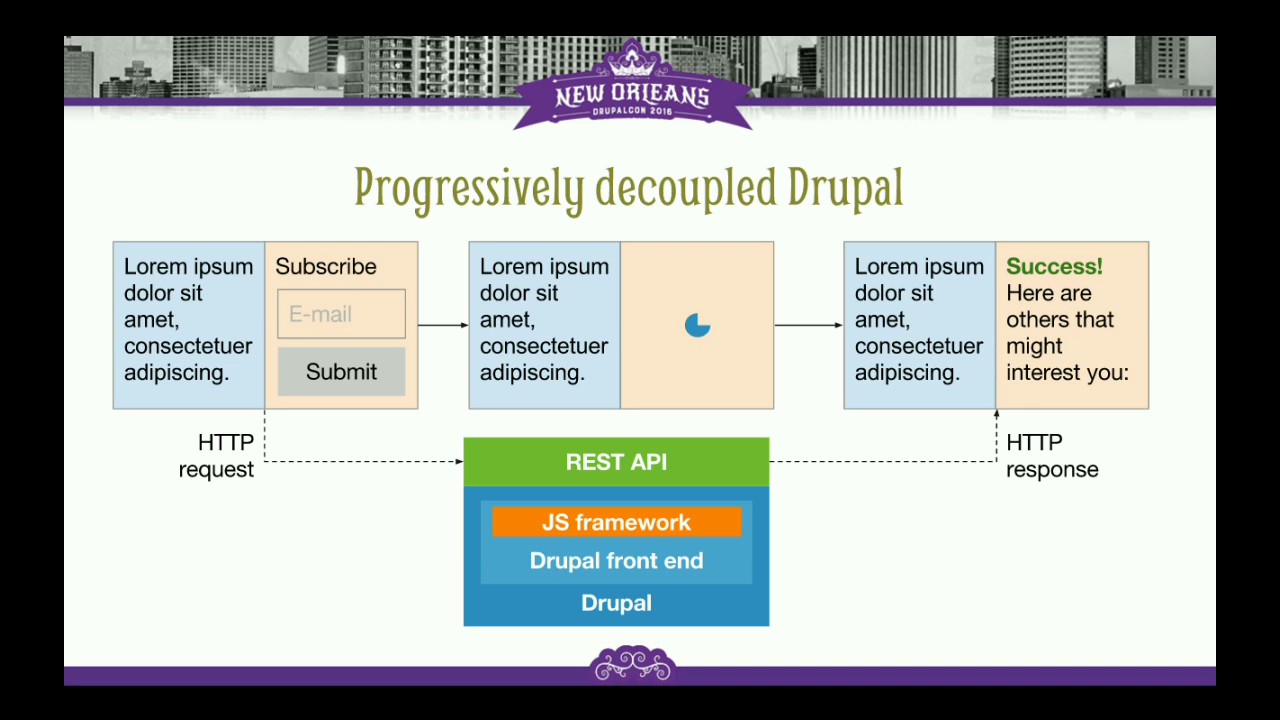 NEW ORLEANS
DRUPALCON 2016
Progressively decoupled Drupal
Lorem ipsum
dolor sit
amet,
consectetuer
adipiscing.
Subscribe
E-mail
Submit
Lorem ipsum
dolor sit
amet,
consectetuer
adipiscing.
Lorem ipsum
dolor sit
amet,
consectetuer
adipiscing.
Success!
Here are
others that
might
interest you:
HTTP
request
REST API
HTTP
response
JS framework
Drupal front end
Drupal